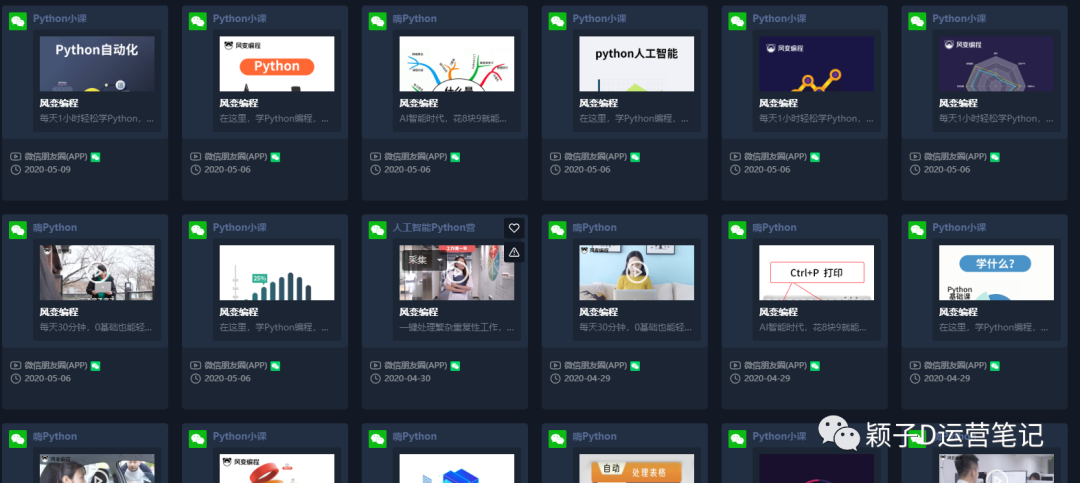 Python小课
Python自动化
风变编程
每天1小时轻松学Python，...
微信朋友圈(APP)
2020-05-09
Python小课
风变编程
Python
风变编程
在这里，学Python编程，...
微信朋友圈(APP)
2020-05-06
嗨Python
什么是
风变编程
AI智能时代，花8块9就能...
微信朋友圈(APP)
2020-05-06
Python小课
python人工智能
风变编程
在这里，学Python编程，...
微信朋友圈(APP)
2020-05-06
Python小课
风变编程
风变编程
每天1小时轻松学Python，...
微信朋友圈(APP)
2020-05-06
Python小课
风变编程
风变编程
每天1小时轻松学Python，...
微信朋友圈(APP)
2020-05-06
嗨Python
风变编程
每天30分钟，0基础也能轻...
微信朋友圈(APP)
2020-05-06
Python小课
25%
风变编程
在这里，学Python编程，...
微信朋友圈(APP)
2020-05-06
人工智能Python营
采集
风变编程
一键处理繁杂重复性工作，...
微信朋友圈(APP)
2020-04-30
嗨Python
风变编程
风变编程
每天30分钟，0基础也能轻...
微信朋友圈(APP)
2020-04-29
嗨Python
Ctrl+P 打印
风变编程
AI智能时代，花8块9就能...
微信朋友圈(APP)
2020-04-29
Python小课
学什么?
Python
基础课
风变编程
在这里，学Python编程，...
微信朋友圈(APP)
2020-04-29
嗨Python
Python小课
风变编程
嗨Python
嗨Python
自动 处理表格
Python小课
颖子D运营笔记